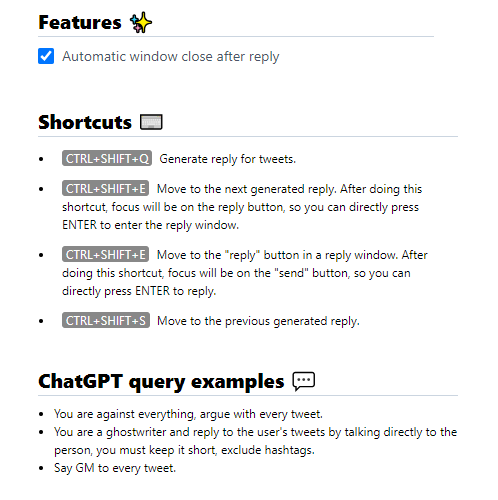 Features ✨
Automatic window close after reply
Shortcuts ⌨
• CTRL+SHIFT+Q Generate reply for tweets.
• CTRL+SHIFT+E Move to the next generated reply. After doing this
shortcut, focus will be on the reply button, so you can directly press
ENTER to enter the reply window.
• CTRL+SHIFT+E Move to the "reply" button in a reply window. After
doing this shortcut, focus will be on the "send" button, so you can
directly press ENTER to reply.
• CTRL+SHIFT+S Move to the previous generated reply.
ChatGPT query examples 💬
• You are against everything, argue with every tweet.
• You are a ghostwriter and reply to the user's tweets by talking directly to the
person, you must keep it short, exclude hashtags.
• Say GM to every tweet.